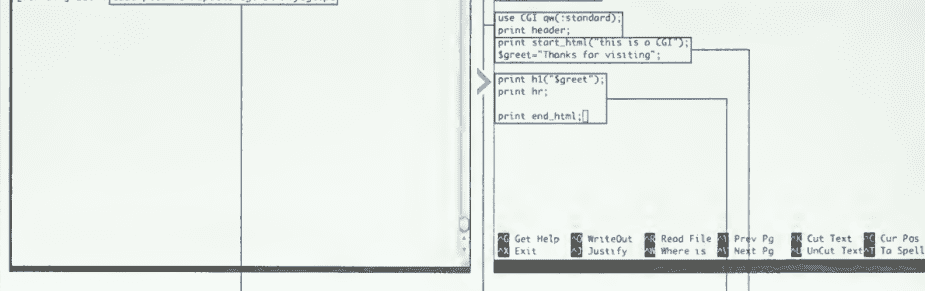 use CGI qw(:standard);
print header;
print start_html("this is a CGI");
$greet="Thanks for visiting";
print h1("$greet");
print hr;
print end_html;
^G Get Help ^O WriteOut ^R Read File ^Y Prev Pg ^K Cut Text ^C Cur Pos
^X Exit ^J Justify ^W Where is ^V Next Pg ^U UnCut Text ^T To Spell